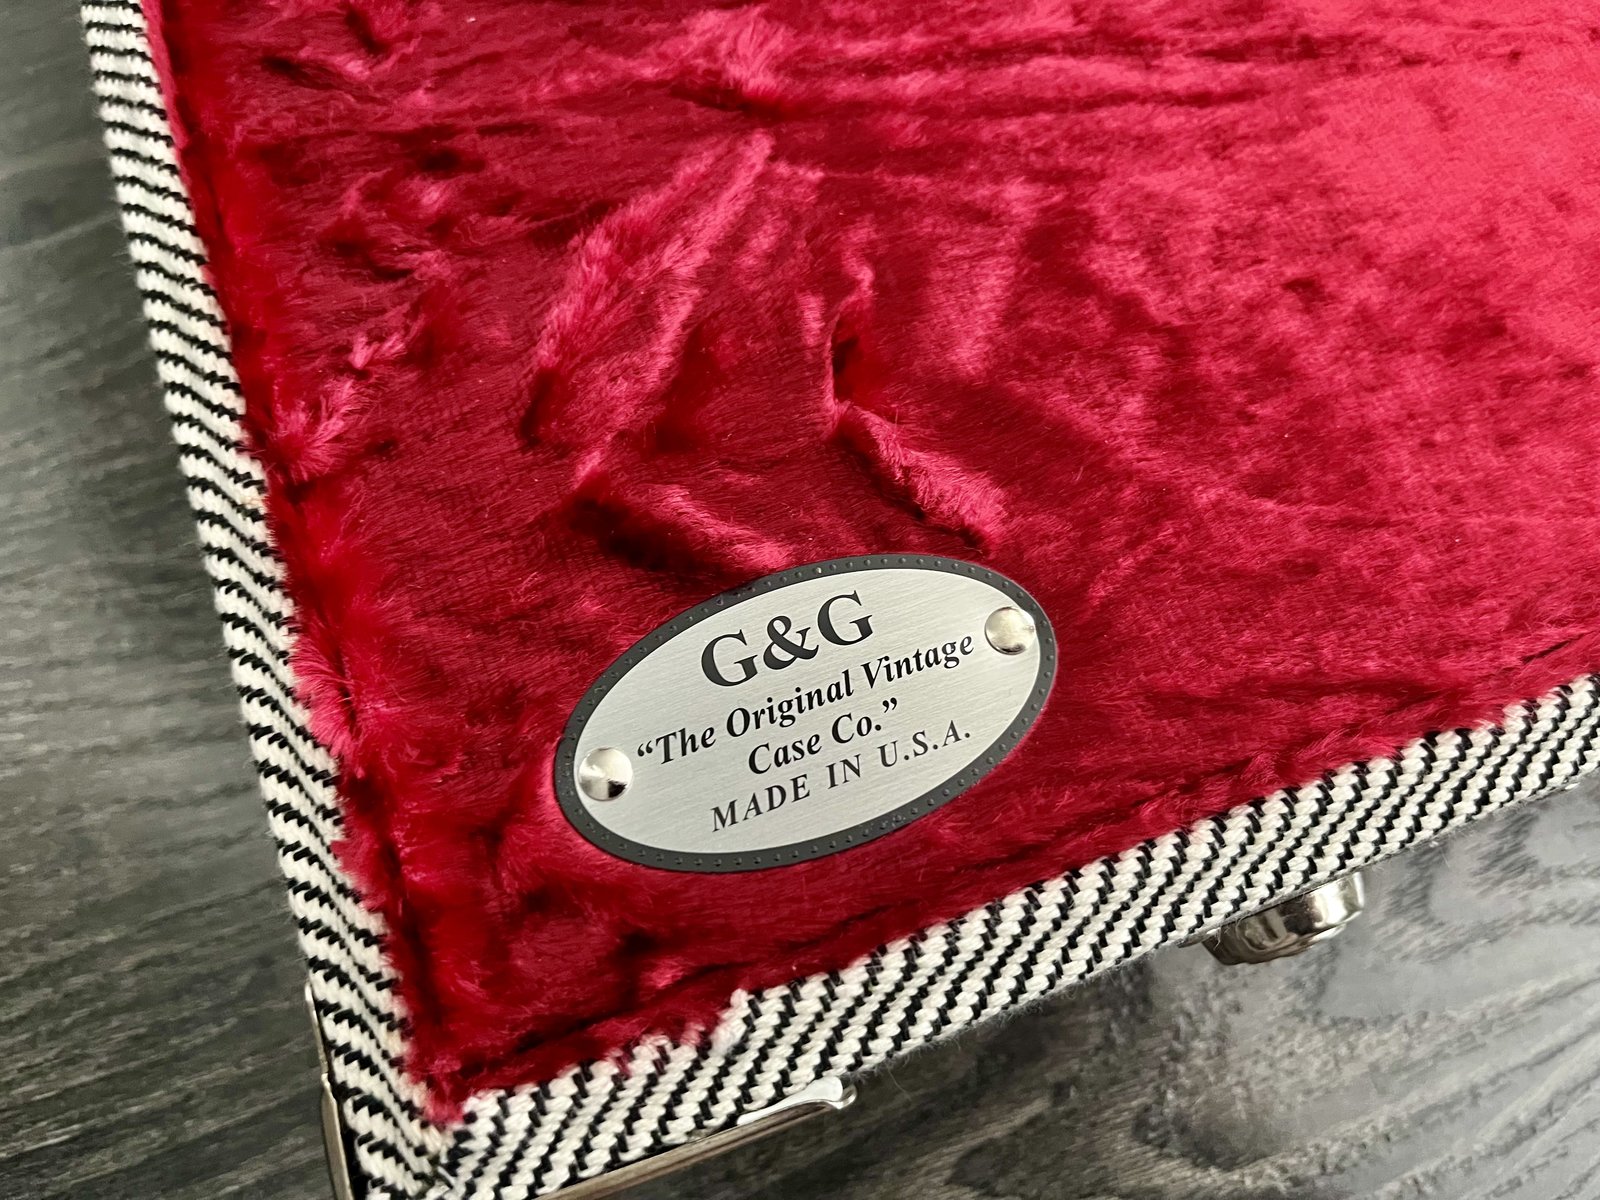 G&G
“The Original Vintage
Case Co.”
MADE IN U.S.A.